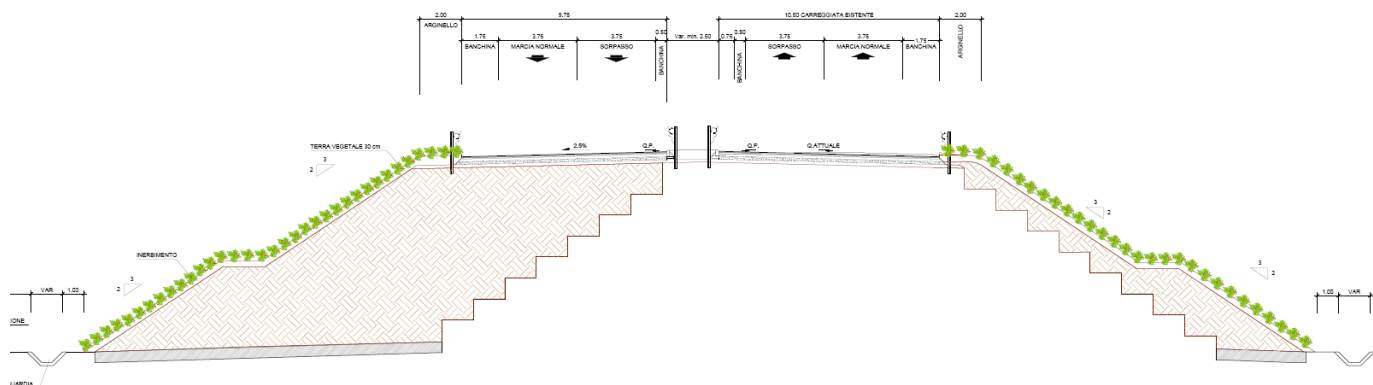 2.00
9.75
10.50 CARREGGIATA EISTENTE
2.00
ARGINELLO
ARGINELLO
1.75
3.75
3.75
0.50
Var. min. 2.50
0.75
0.50
3.75
3.75
1.75
BANCHINA
MARCIA NORMALE
SORPASSO
BANCHINA
BANCHINA
SORPASSO
MARCIA NORMALE
BANCHINA
TERRA VEGETALE 30 cm
2.5%
Q.P.
Q.P.
Q.ATTUALE
3
2
3
2
INERBIMENTO
3
2
3
2
VAR
1.00
1.00
VAR
IONE
UARDIA